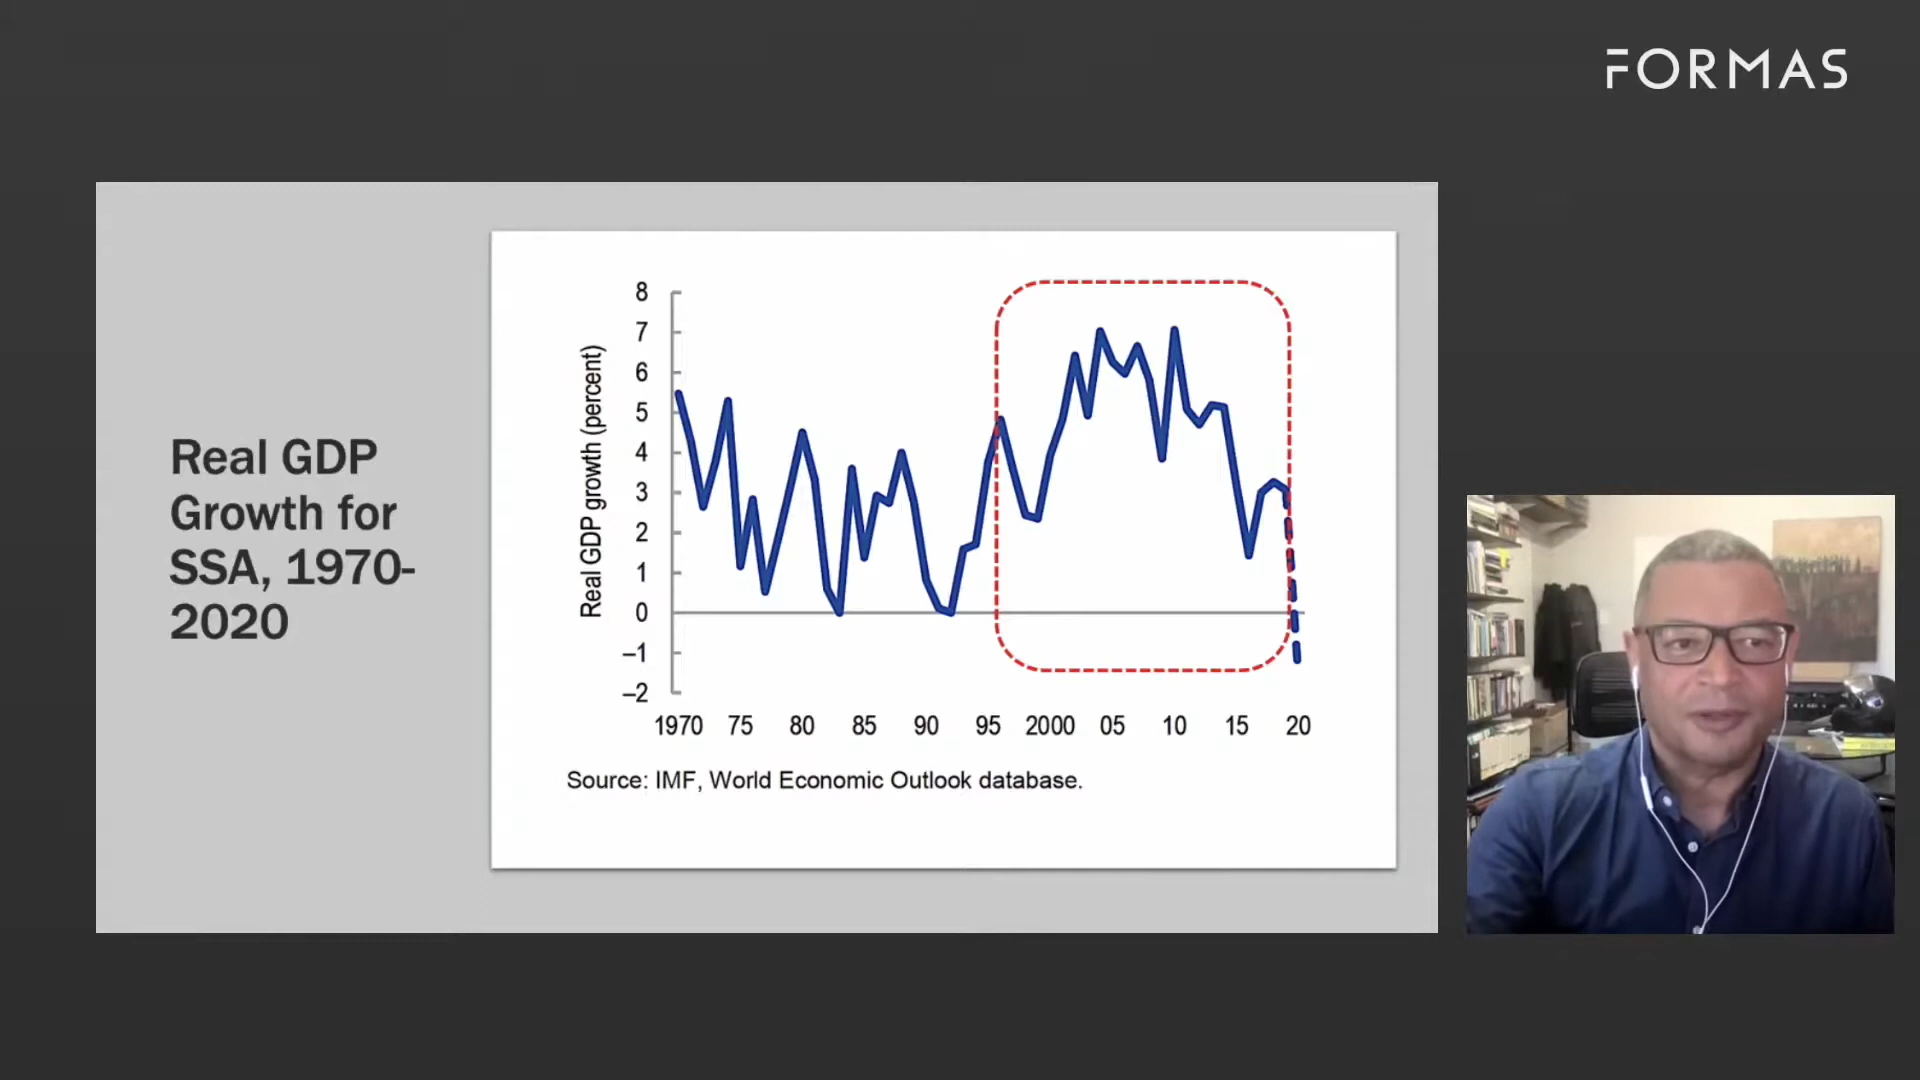 FORMAS
Real GDP
Growth for
SSA, 1970-
2020
Real GDP growth (percent)
8
7
6
5
4
3
2
1
0
–1
–2
1970 75 80 85 90 95 2000 05 10 15 20
Source: IMF, World Economic Outlook database.